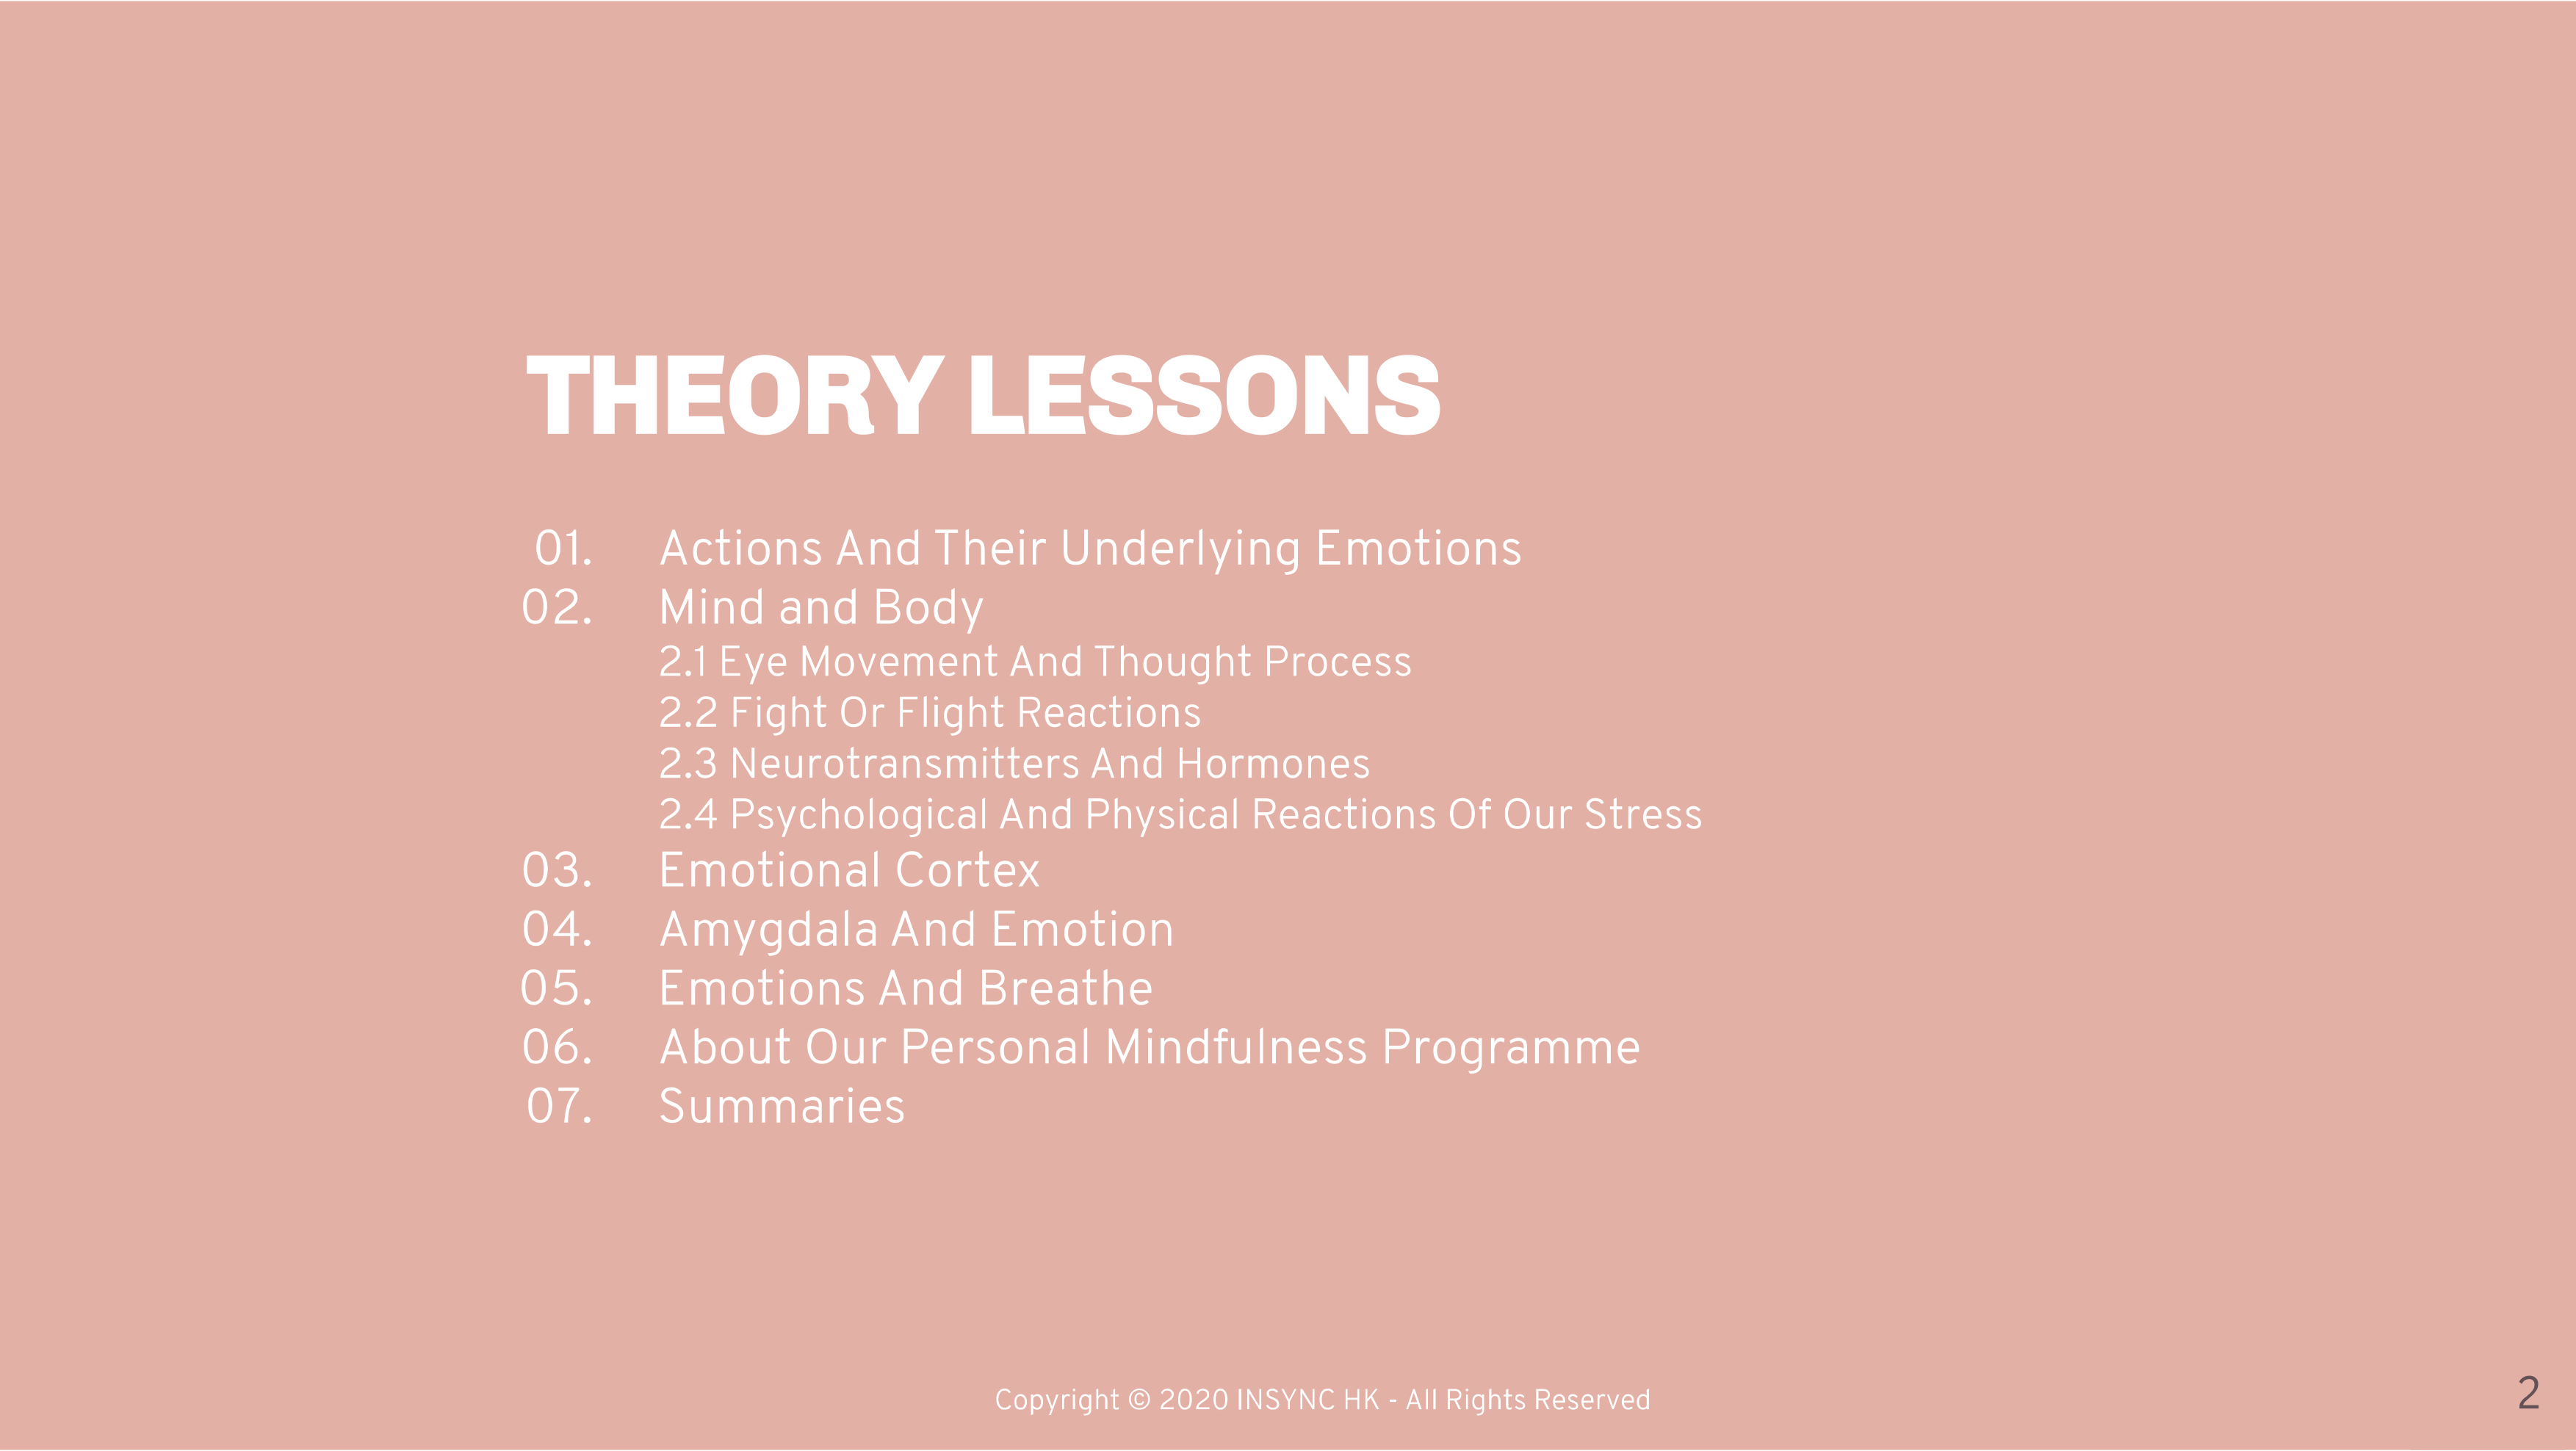 THEORY LESSONS
01. Actions And Their Underlying Emotions
02. Mind and Body
2.1 Eye Movement And Thought Process
2.2 Fight Or Flight Reactions
2.3 Neurotransmitters And Hormones
2.4 Psychological And Physical Reactions Of Our Stress
03. Emotional Cortex
04. Amygdala And Emotion
05. Emotions And Breathe
06. About Our Personal Mindfulness Programme
07. Summaries
Copyright © 2020 INSYNC HK - All Rights Reserved
2